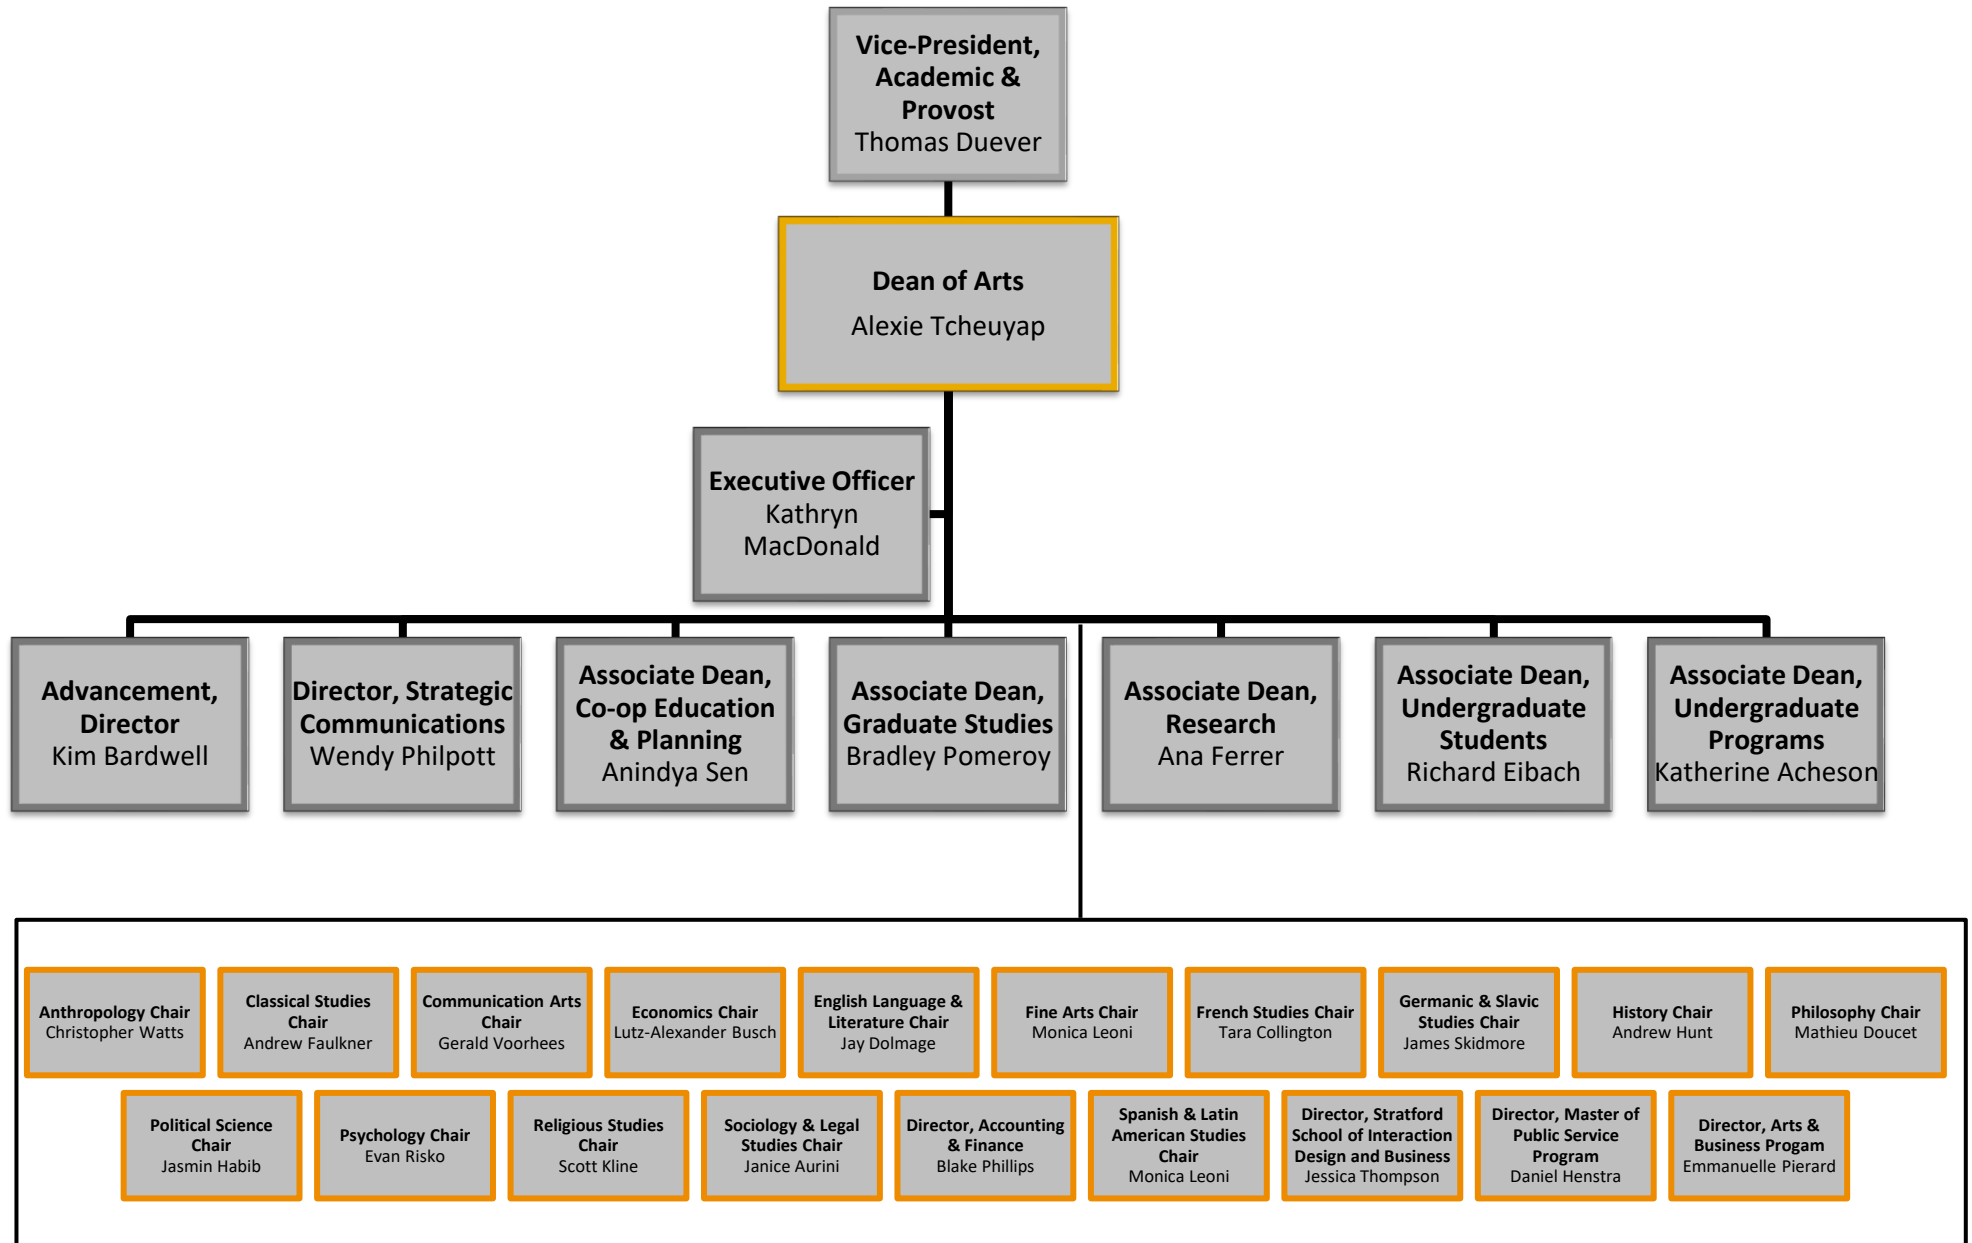 Vice-President,
Academic &
Provost
Thomas Duever
Dean of Arts
Alexie Tcheuyap
Executive Officer
Kathryn
MacDonald
Advancement,
Director
Kim Bardwell
Director, Strategic
Communications
Wendy Philpott
Associate Dean,
Co-op Education
& Planning
Anindya Sen
Associate Dean,
Graduate Studies
Bradley Pomeroy
Associate Dean,
Research
Ana Ferrer
Associate Dean,
Undergraduate
Students
Richard Eibach
Associate Dean,
Undergraduate
Programs
Katherine Acheson
Anthropology Chair
Christopher Watts
Classical Studies
Chair
Andrew Faulkner
Communication Arts
Chair
Gerald Voorhees
Economics Chair
Lutz-Alexander Busch
English Language &
Literature Chair
Jay Dolmage
Fine Arts Chair
Monica Leoni
French Studies Chair
Tara Collington
Germanic & Slavic
Studies Chair
James Skidmore
History Chair
Andrew Hunt
Philosophy Chair
Mathieu Doucet
Political Science
Chair
Jasmin Habib
Psychology Chair
Evan Risko
Religious Studies
Chair
Scott Kline
Sociology & Legal
Studies Chair
Janice Aurini
Director, Accounting
& Finance
Blake Phillips
Spanish & Latin
American Studies
Chair
Monica Leoni
Director, Stratford
School of Interaction
Design and Business
Jessica Thompson
Director, Master of
Public Service
Program
Daniel Henstra
Director, Arts &
Business Progam
Emmanuelle Pierard